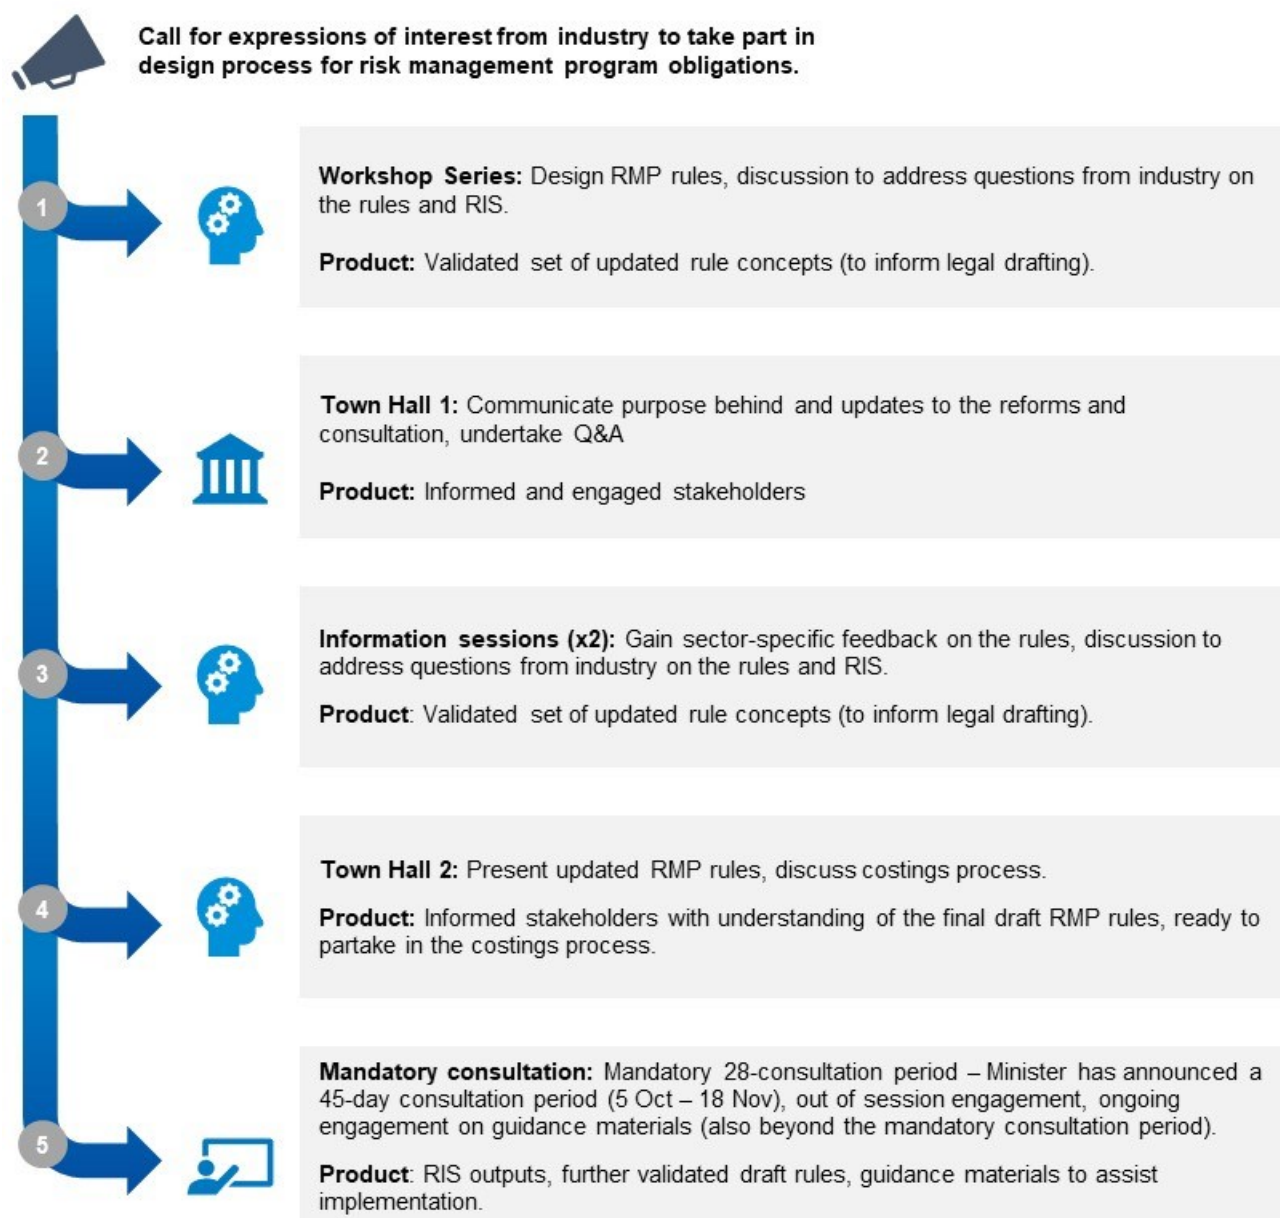 Call for expressions of interest from industry to take part in
design process for risk management program obligations.
1
Workshop Series: Design RMP rules, discussion to address questions from industry on
the rules and RIS.
Product: Validated set of updated rule concepts (to inform legal drafting).
2
Town Hall 1: Communicate purpose behind and updates to the reforms and
consultation, undertake Q&A
Product: Informed and engaged stakeholders
3
Information sessions (x2): Gain sector-specific feedback on the rules, discussion to
address questions from industry on the rules and RIS.
Product: Validated set of updated rule concepts (to inform legal drafting).
4
Town Hall 2: Present updated RMP rules, discuss costings process.
Product: Informed stakeholders with understanding of the final draft RMP rules, ready to
partake in the costings process.
5
Mandatory consultation: Mandatory 28-consultation period – Minister has announced a
45-day consultation period (5 Oct – 18 Nov), out of session engagement, ongoing
engagement on guidance materials (also beyond the mandatory consultation period).
Product: RIS outputs, further validated draft rules, guidance materials to assist
implementation.